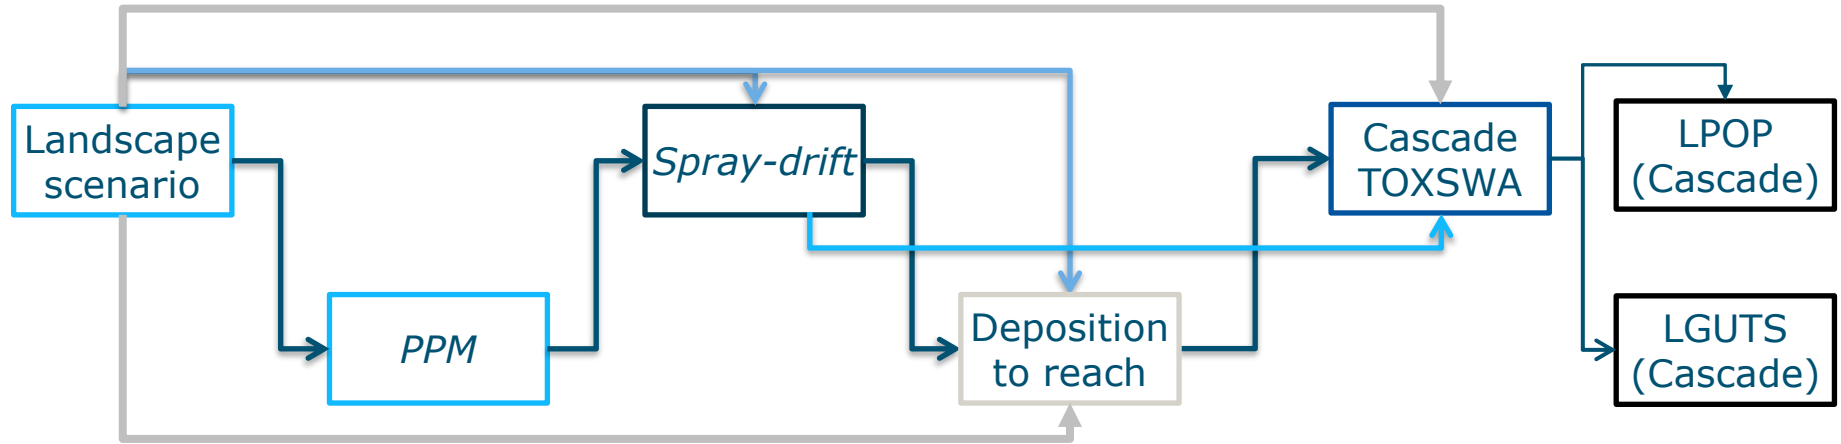 Landscape
scenario
PPM
Spray-drift
Deposition
to reach
Cascade
TOXSWA
LPOP
(Cascade)
LGUTS
(Cascade)